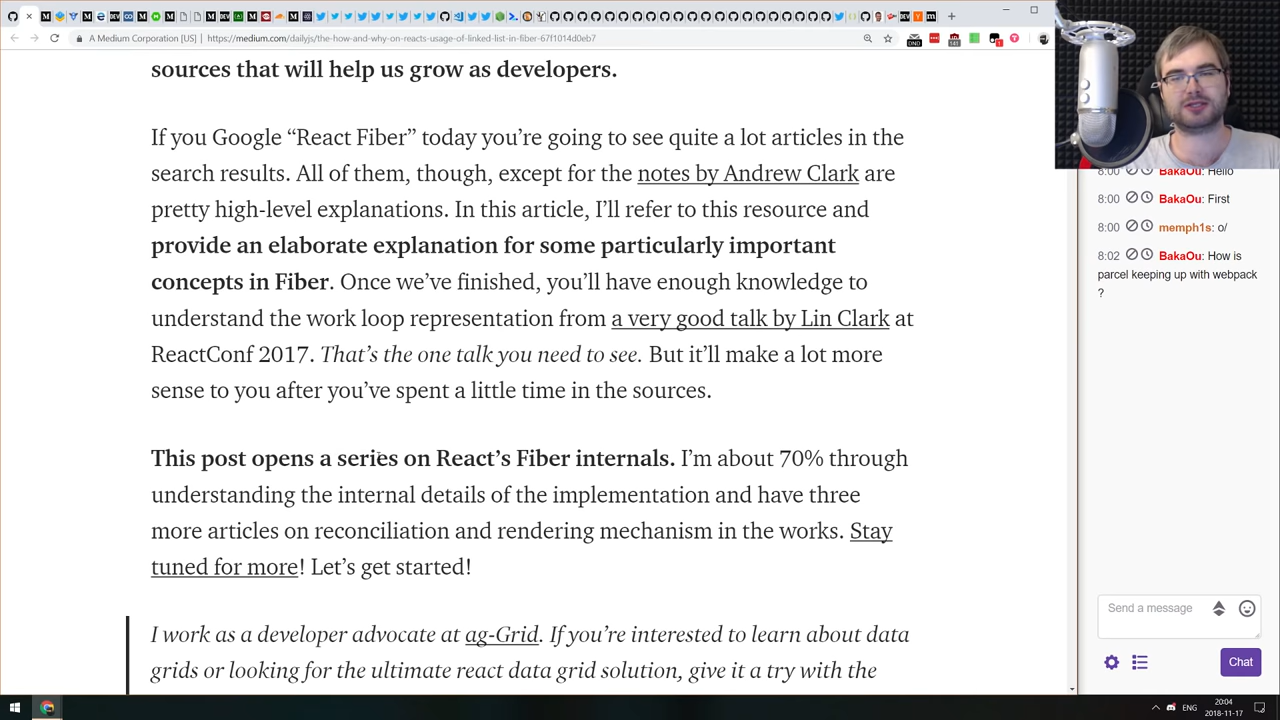 A Medium Corporation [US] | https://medium.com/dailyjs/the-how-and-why-on-reacts-usage-of-linked-list-in-fiber-67f1014d0eb7
sources that will help us grow as developers.
If you Google “React Fiber” today you’re going to see quite a lot articles in the
search results. All of them, though, except for the notes by Andrew Clark are
pretty high-level explanations. In this article, I’ll refer to this resource and
provide an elaborate explanation for some particularly important
concepts in Fiber. Once we’ve finished, you’ll have enough knowledge to
understand the work loop representation from a very good talk by Lin Clark at
ReactConf 2017. That’s the one talk you need to see. But it’ll make a lot more
sense to you after you’ve spent a little time in the sources.
This post opens a series on React’s Fiber internals. I’m about 70% through
understanding the internal details of the implementation and have three
more articles on reconciliation and rendering mechanism in the works. Stay
tuned for more! Let’s get started!
I work as a developer advocate at ag-Grid. If you’re interested to learn about data
grids or looking for the ultimate react data grid solution, give it a try with the
8:00 BakaOu: Hello
8:00 BakaOu: First
8:00 memph1s: o/
8:02 BakaOu: How is
parcel keeping up with webpack
?
Send a message
Chat
ENG
20:04
2018-11-17